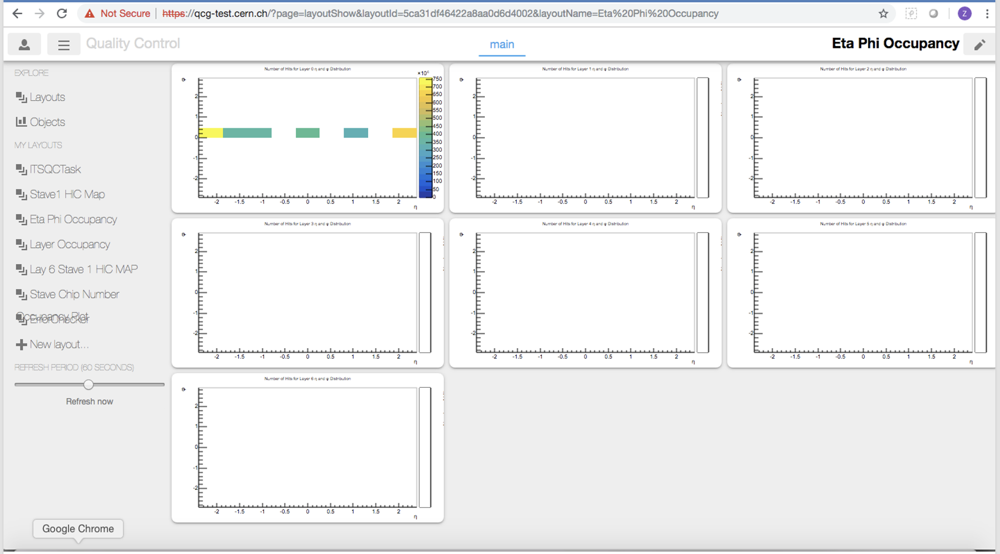 Not Secure | https://qcg-test.cern.ch/?page=layoutShow&layoutId=5ca31df46422a8aa0d6d4002&layoutName=Eta%20Phi%20Occupancy
Z
Quality Control
main
Eta Phi Occupancy
EXPLORE
Layouts
Objects
MY LAYOUTS
ITSQCTask
Stave1 HIC Map
Eta Phi Occupancy
Layer Occupancy
Lay 6 Stave 1 HIC MAP
Stave Chip Number
Occupancy Plot
ErrorChecker
New layout...
REFRESH PERIOD (60 SECONDS)
Refresh now
Google Chrome
Number of Hits for Layer 0 η and φ Distribution
φ
2
1
0
-1
-2
-2 -1.5 -1 -0.5 0 0.5 1 1.5 2
η
×10⁶
750
700
650
600
550
500
450
400
350
300
250
200
150
100
50
0
Number of Hits for Layer 1 η and φ Distribution
φ
2
1
0
-1
-2
-2 -1.5 -1 -0.5 0 0.5 1 1.5 2
η
Number of Hits for Layer 2 η and φ Distribution
φ
2
1
0
-1
-2
-2 -1.5 -1 -0.5 0 0.5 1 1.5 2
η
Number of Hits for Layer 3 η and φ Distribution
φ
2
1
0
-1
-2
-2 -1.5 -1 -0.5 0 0.5 1 1.5 2
η
Number of Hits for Layer 4 η and φ Distribution
φ
2
1
0
-1
-2
-2 -1.5 -1 -0.5 0 0.5 1 1.5 2
η
Number of Hits for Layer 5 η and φ Distribution
φ
2
1
0
-1
-2
-2 -1.5 -1 -0.5 0 0.5 1 1.5 2
η
Number of Hits for Layer 6 η and φ Distribution
φ
2
1
0
-1
-2
-2 -1.5 -1 -0.5 0 0.5 1 1.5 2
η